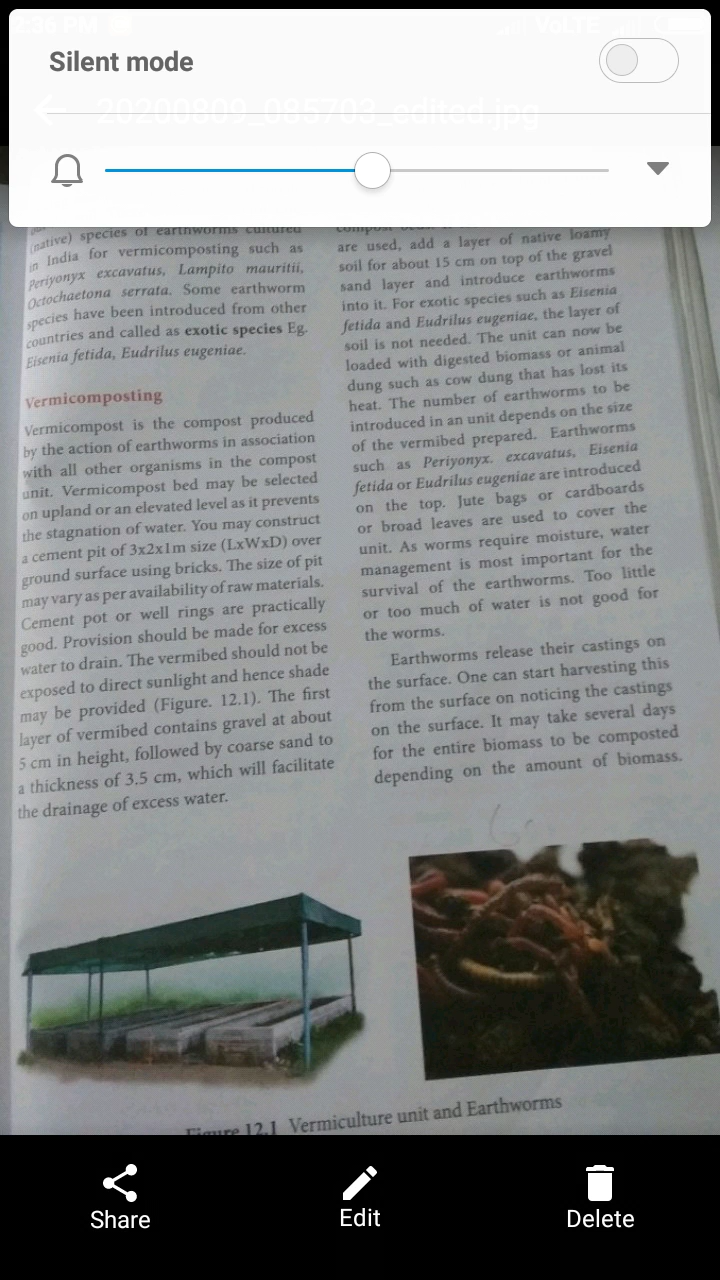 2:36 PM
VoLTE
Silent mode
20200809_085703_edited.jpg
(native) species of earthworms cultured
in India for vermicomposting such as
Periyonyx excavatus, Lampito mauritii,
Octochaetona serrata. Some earthworm
species have been introduced from other
countries and called as exotic species Eg.
Eisenia fetida, Eudrilus eugeniae.
Vermicomposting
Vermicompost is the compost produced
by the action of earthworms in association
with all other organisms in the compost
unit. Vermicompost bed may be selected
on upland or an elevated level as it prevents
the stagnation of water. You may construct
a cement pit of 3x2x1m size (LxWxD) over
ground surface using bricks. The size of pit
may vary as per availability of raw materials.
Cement pot or well rings are practically
good. Provision should be made for excess
water to drain. The vermibed should not be
exposed to direct sunlight and hence shade
may be provided (Figure. 12.1). The first
layer of vermibed contains gravel at about
5 cm in height, followed by coarse sand to
a thickness of 3.5 cm, which will facilitate
the drainage of excess water.
are used, add a layer of native loamy
soil for about 15 cm on top of the gravel
sand layer and introduce earthworms
into it. For exotic species such as Eisenia
fetida and Eudrilus eugeniae, the layer of
soil is not needed. The unit can now be
loaded with digested biomass or animal
dung such as cow dung that has lost its
heat. The number of earthworms to be
introduced in an unit depends on the size
of the vermibed prepared. Earthworms
such as Periyonyx. excavatus, Eisenia
fetida or Eudrilus eugeniae are introduced
on the top. Jute bags or cardboards
or broad leaves are used to cover the
unit. As worms require moisture, water
management is most important for the
survival of the earthworms. Too little
or too much of water is not good for
the worms.
Earthworms release their castings on
the surface. One can start harvesting this
from the surface on noticing the castings
on the surface. It may take several days
for the entire biomass to be composted
depending on the amount of biomass.
Figure 12.1 Vermiculture unit and Earthworms
Share
Edit
Delete